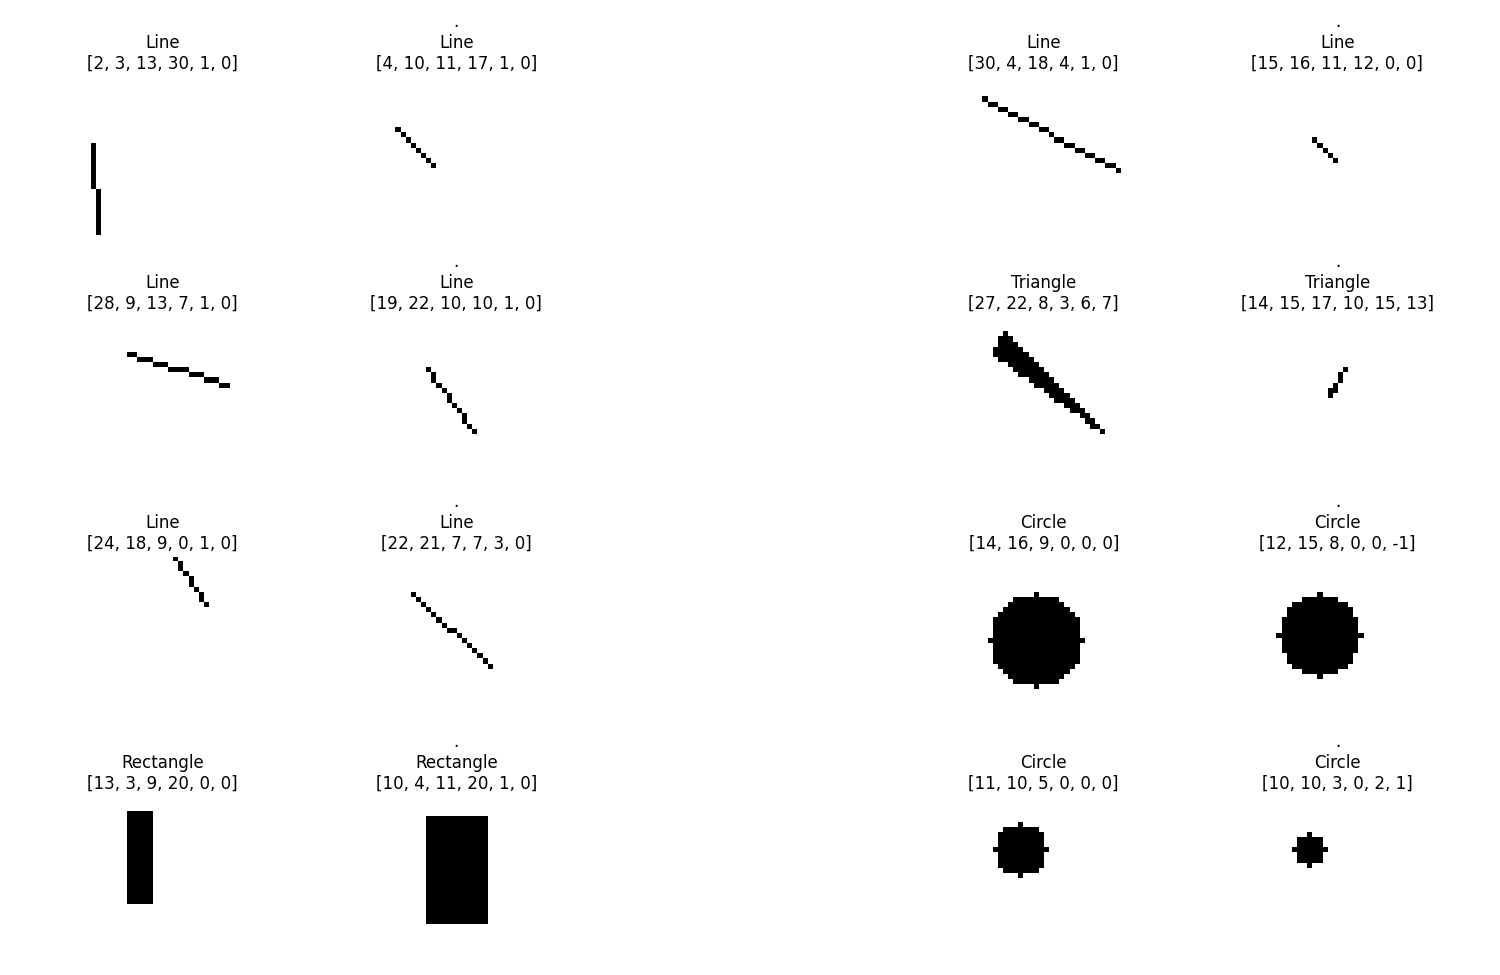 .
.
Line
Line
Line
Line
[2, 3, 13, 30, 1, 0]
[4, 10, 11, 17, 1, 0]
[30, 4, 18, 4, 1, 0]
[15, 16, 11, 12, 0, 0]
.
.
Line
Line
Triangle
Triangle
[28, 9, 13, 7, 1, 0]
[19, 22, 10, 10, 1, 0]
[27, 22, 8, 3, 6, 7]
[14, 15, 17, 10, 15, 13]
.
.
Line
Line
Circle
Circle
[24, 18, 9, 0, 1, 0]
[22, 21, 7, 7, 3, 0]
[14, 16, 9, 0, 0, 0]
[12, 15, 8, 0, 0, -1]
.
.
Rectangle
Rectangle
Circle
Circle
[13, 3, 9, 20, 0, 0]
[10, 4, 11, 20, 1, 0]
[11, 10, 5, 0, 0, 0]
[10, 10, 3, 0, 2, 1]